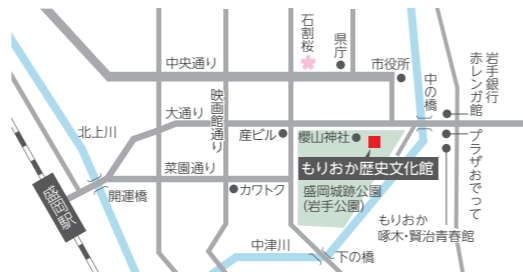 石割桜
県庁
市役所
中央通り
大通り
映画館通り
北上川
菜園通り
産ビル
櫻山神社
中の橋
岩手銀行
赤レンガ館
プラザおでって
もりおか歴史文化館
盛岡城跡公園
(岩手公園)
盛岡駅
開運橋
カワトク
もりおか
啄木・賢治青春館
中津川
下の橋